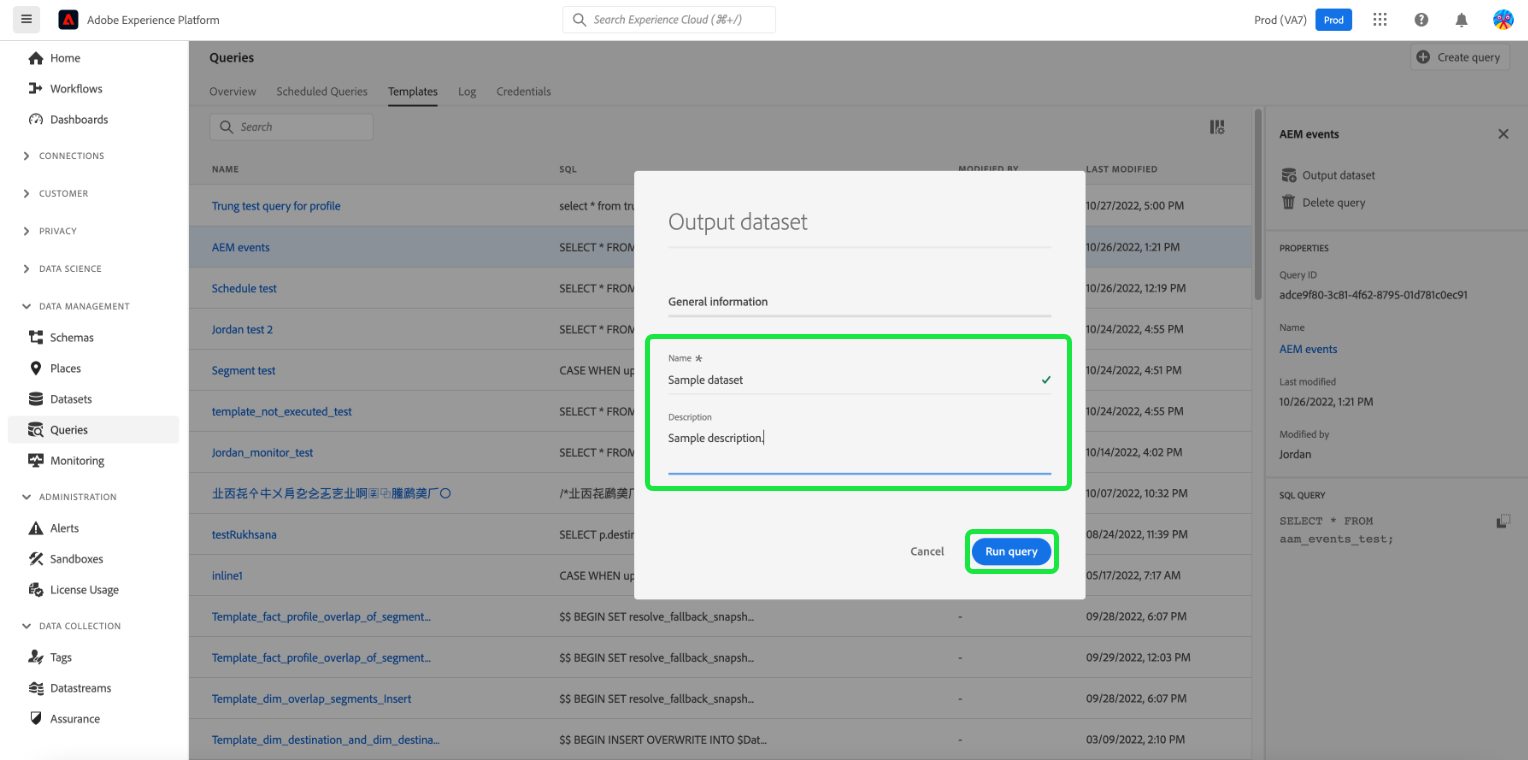 Adobe Experience Platform
Search Experience Cloud (⌘+/)
Prod (VA7)
Prod
Home
Workflows
Dashboards
CONNECTIONS
CUSTOMER
PRIVACY
DATA SCIENCE
DATA MANAGEMENT
Schemas
Places
Datasets
Queries
Monitoring
ADMINISTRATION
Alerts
Sandboxes
License Usage
DATA COLLECTION
Tags
Datastreams
Assurance
Queries
Create query
Overview Scheduled Queries Templates Log Credentials
Search
NAME SQL MODIFIED BY LAST MODIFIED
Trung test query for profile select * from 10/27/2022, 5:00 PM
AEM events SELECT * FROM 10/26/2022, 1:21 PM
Schedule test SELECT * FROM 10/26/2022, 12:19 PM
Jordan test 2 SELECT * FROM 10/24/2022, 4:55 PM
Segment test CASE WHEN 10/24/2022, 4:51 PM
template_not_executed_test SELECT * FROM 10/24/2022, 4:55 PM
Jordan_monitor_test SELECT * FROM 10/14/2022, 4:02 PM
10/07/2022, 10:32 PM
testRukhsana SELECT 08/24/2022, 11:39 PM
inline1 CASE WHEN 05/17/2022, 7:17 AM
Template_fact_profile_overlap_of_segment... $$ BEGIN SET resolve_fallback_snapsh... - 09/28/2022, 6:07 PM
Template_fact_profile_overlap_of_segment... $$ BEGIN SET resolve_fallback_snapsh... - 09/29/2022, 12:03 PM
Template_dim_overlap_segments_Insert $$ BEGIN SET resolve_fallback_snapsh... - 09/28/2022, 6:07 PM
Template_dim_destination_and_dim_destina... $$ BEGIN INSERT OVERWRITE INTO $Dat... - 03/09/2022, 2:10 PM
Output dataset
General information
Name *
Sample dataset
Description
Sample description.
Cancel Run query
AEM events
Output dataset
Delete query
PROPERTIES
Query ID
adce9f80-3c81-4f62-8795-01d781c0ec91
Name
AEM events
Last modified
10/26/2022, 1:21 PM
Modified by
Jordan
SQL QUERY
SELECT * FROM
aam_events_test;